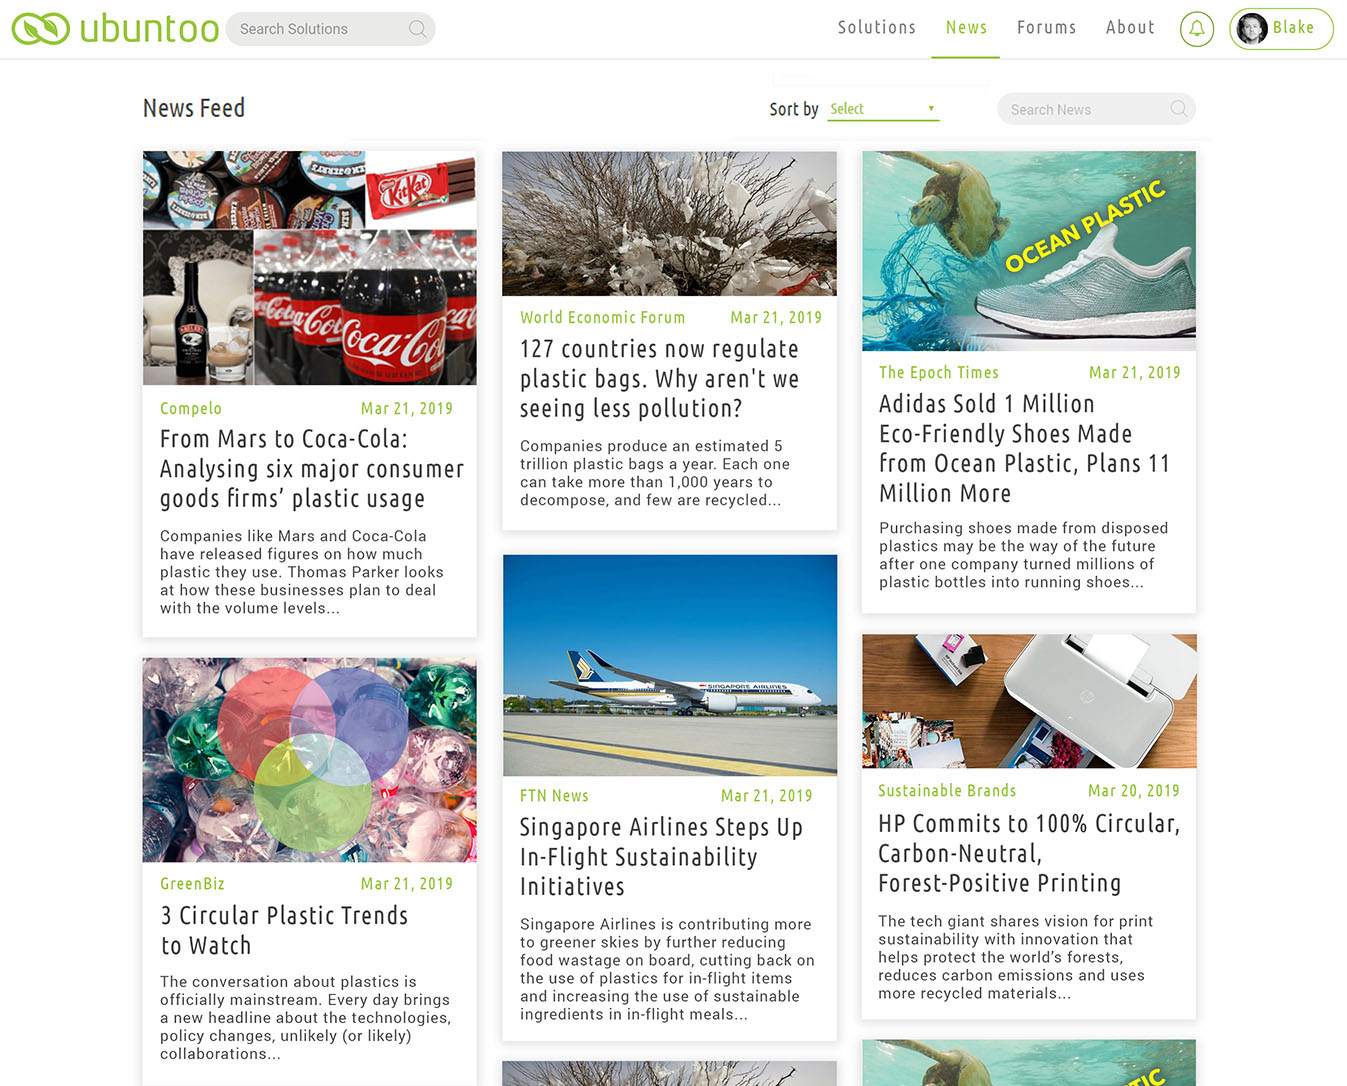 ubuntoo
Search Solutions
Solutions
News
Forums
About
Blake
News Feed
Sort by
Select
Search News
KitKat
Coca-Cola
Compelo
Mar 21, 2019
From Mars to Coca-Cola:
Analysing six major consumer
goods firms’ plastic usage
Companies like Mars and Coca-Cola
have released figures on how much
plastic they use. Thomas Parker looks
at how these businesses plan to deal
with the volume levels...
GreenBiz
Mar 21, 2019
3 Circular Plastic Trends
to Watch
The conversation about plastics is
officially mainstream. Every day brings
a new headline about the technologies,
policy changes, unlikely (or likely)
collaborations...
World Economic Forum
Mar 21, 2019
127 countries now regulate
plastic bags. Why aren't we
seeing less pollution?
Companies produce an estimated 5
trillion plastic bags a year. Each one
can take more than 1,000 years to
decompose, and few are recycled...
SINGAPORE AIRLINES
FTN News
Mar 21, 2019
Singapore Airlines Steps Up
In-Flight Sustainability
Initiatives
Singapore Airlines is contributing more
to greener skies by further reducing
food wastage on board, cutting back on
the use of plastics for in-flight items
and increasing the use of sustainable
ingredients in in-flight meals...
OCEAN PLASTIC
The Epoch Times
Mar 21, 2019
Adidas Sold 1 Million
Eco-Friendly Shoes Made
from Ocean Plastic, Plans 11
Million More
Purchasing shoes made from disposed
plastics may be the way of the future
after one company turned millions of
plastic bottles into running shoes...
Sustainable Brands
Mar 20, 2019
HP Commits to 100% Circular,
Carbon-Neutral,
Forest-Positive Printing
The tech giant shares vision for print
sustainability with innovation that
helps protect the world’s forests,
reduces carbon emissions and uses
more recycled materials...